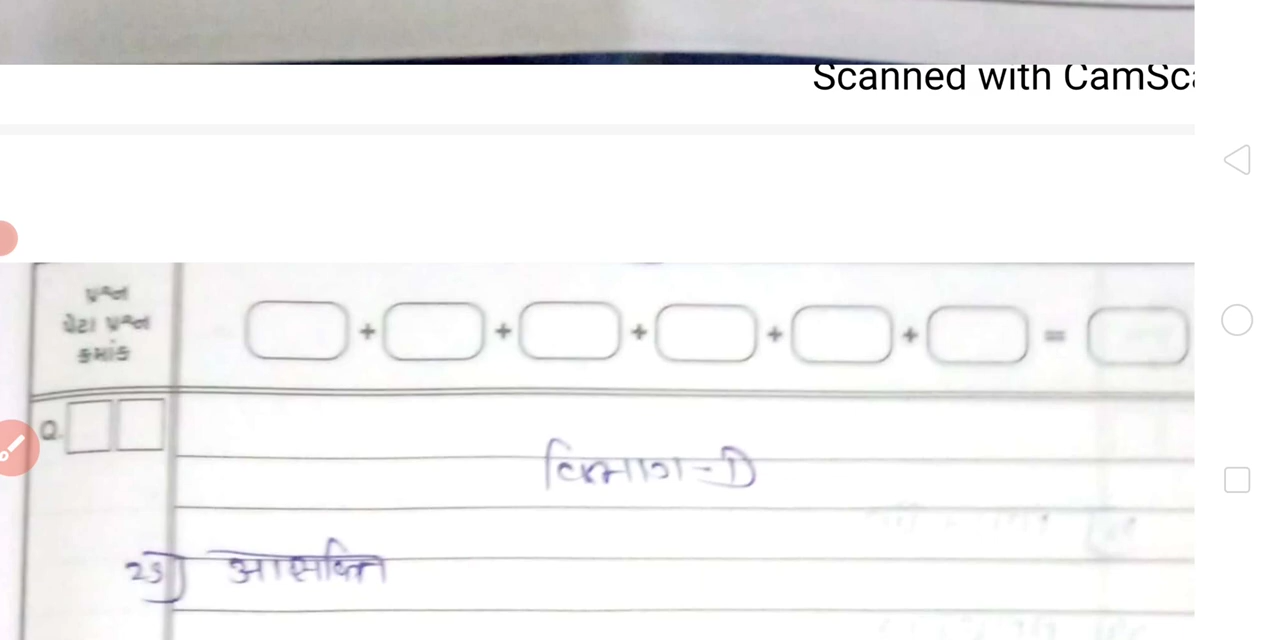 Scanned with CamSc
પ્રશ્ન
પેટા પ્રશ્ન
ક્રમાંક
+ + + + + =
Q.
વિભાગ-D
23) आसक्ति